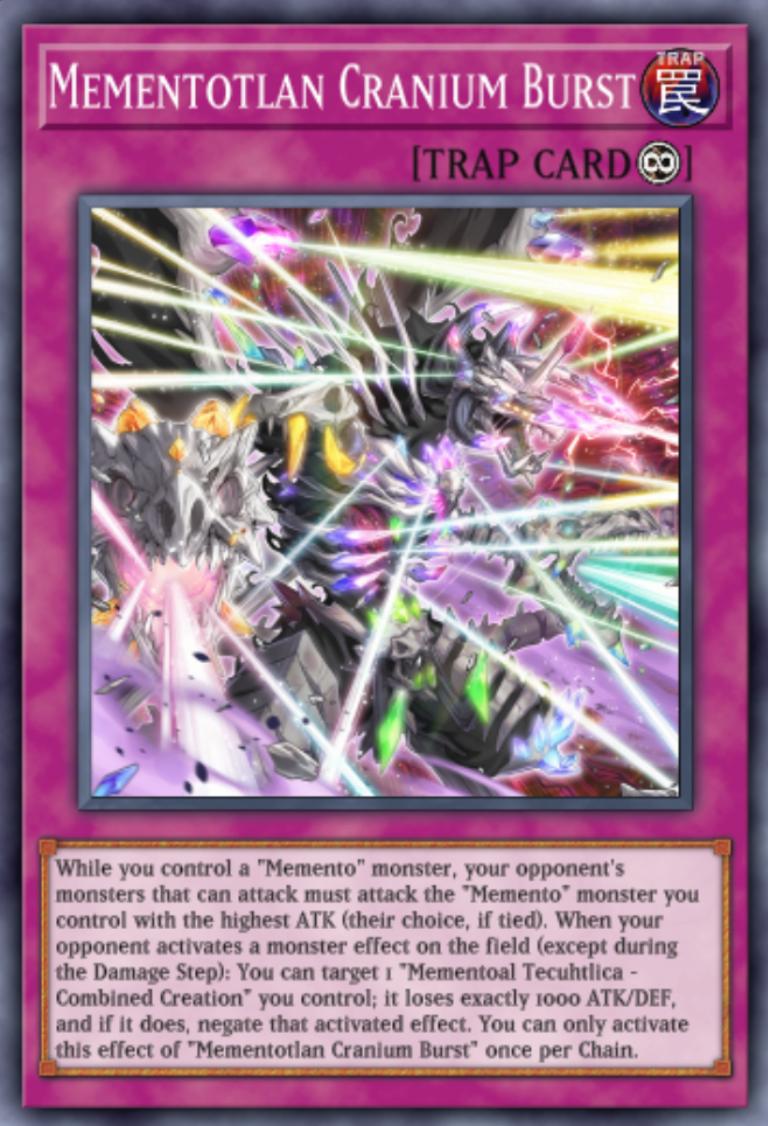 MEMENTOTLAN CRANIUM BURST
TRAP
罠
[TRAP CARD]
While you control a "Memento" monster, your opponent's
monsters that can attack must attack the "Memento" monster you
control with the highest ATK (their choice, if tied). When your
opponent activates a monster effect on the field (except during
the Damage Step): You can target 1 "Mementoal Tecuhtlica -
Combined Creation" you control; it loses exactly 1000 ATK/DEF,
and if it does, negate that activated effect. You can only activate
this effect of "Mementotlan Cranium Burst" once per Chain.